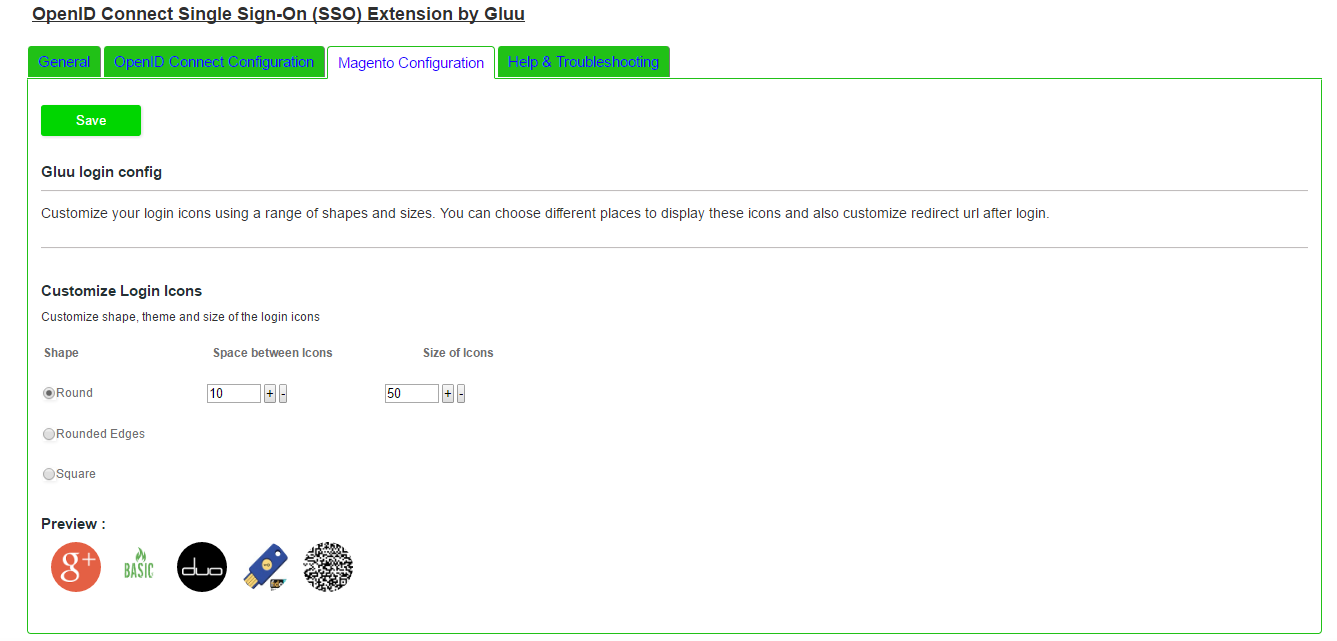 OpenID Connect Single Sign-On (SSO) Extension by Gluu
General OpenID Connect Configuration Magento Configuration Help & Troubleshooting
Save
Gluu login config
Customize your login icons using a range of shapes and sizes. You can choose different places to display these icons and also customize redirect url after login.
Customize Login Icons
Customize shape, theme and size of the login icons
Shape Space between Icons Size of Icons
Round 10 + - 50 + -
Rounded Edges
Square
Preview :
g+ BASIC duo